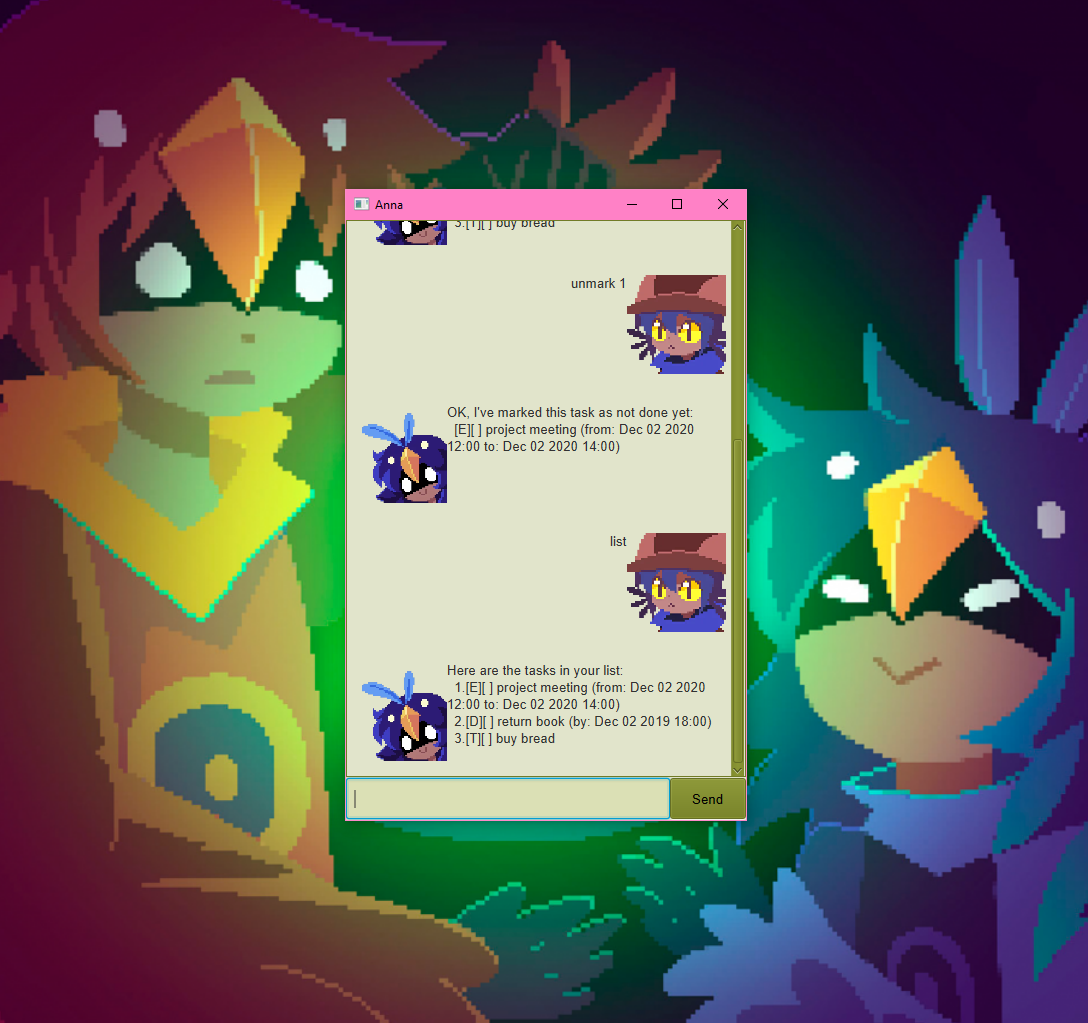 Anna
3.[T][ ] buy bread
unmark 1
OK, I've marked this task as not done yet:
[E][ ] project meeting (from: Dec 02 2020
12:00 to: Dec 02 2020 14:00)
list
Here are the tasks in your list:
1.[E][ ] project meeting (from: Dec 02 2020
12:00 to: Dec 02 2020 14:00)
2.[D][ ] return book (by: Dec 02 2019 18:00)
3.[T][ ] buy bread
Send